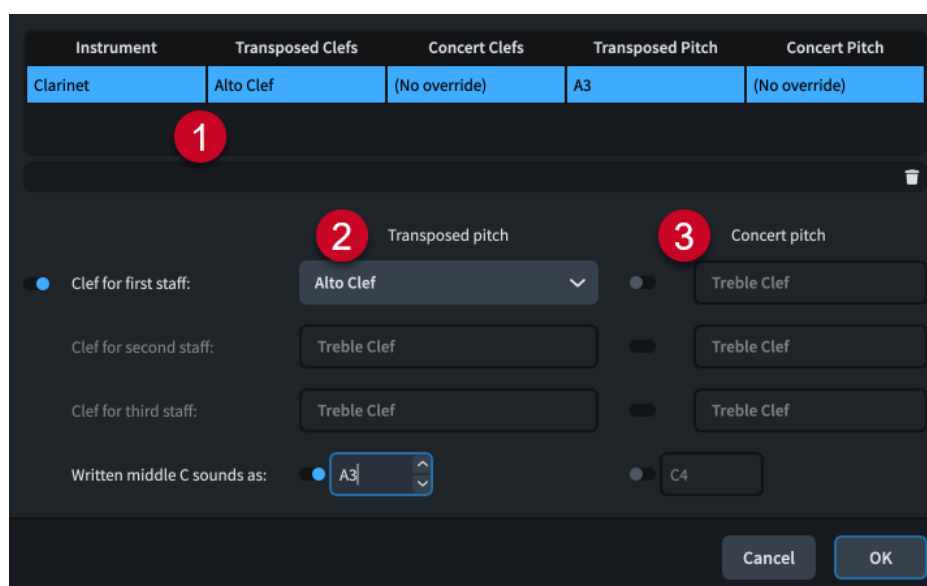 Instrument Transposed Clefs Concert Clefs Transposed Pitch Concert Pitch
Clarinet Alto Clef (No override) A3 (No override)
1
2 Transposed pitch 3 Concert pitch
Clef for first staff: Alto Clef Treble Clef
Clef for second staff: Treble Clef Treble Clef
Clef for third staff: Treble Clef Treble Clef
Written middle C sounds as: A3 C4
Cancel OK